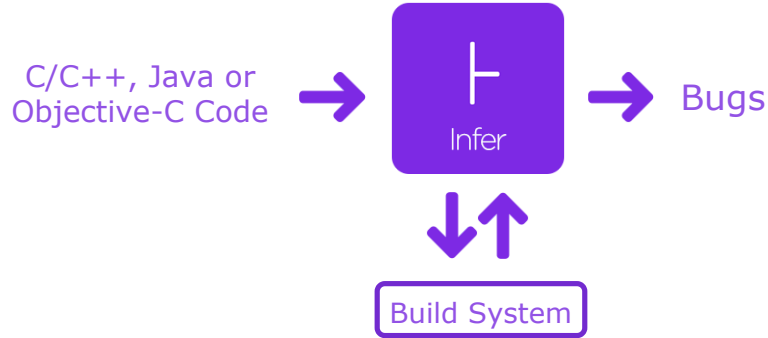 C/C++, Java or
Objective-C Code
Infer
Bugs
Build System